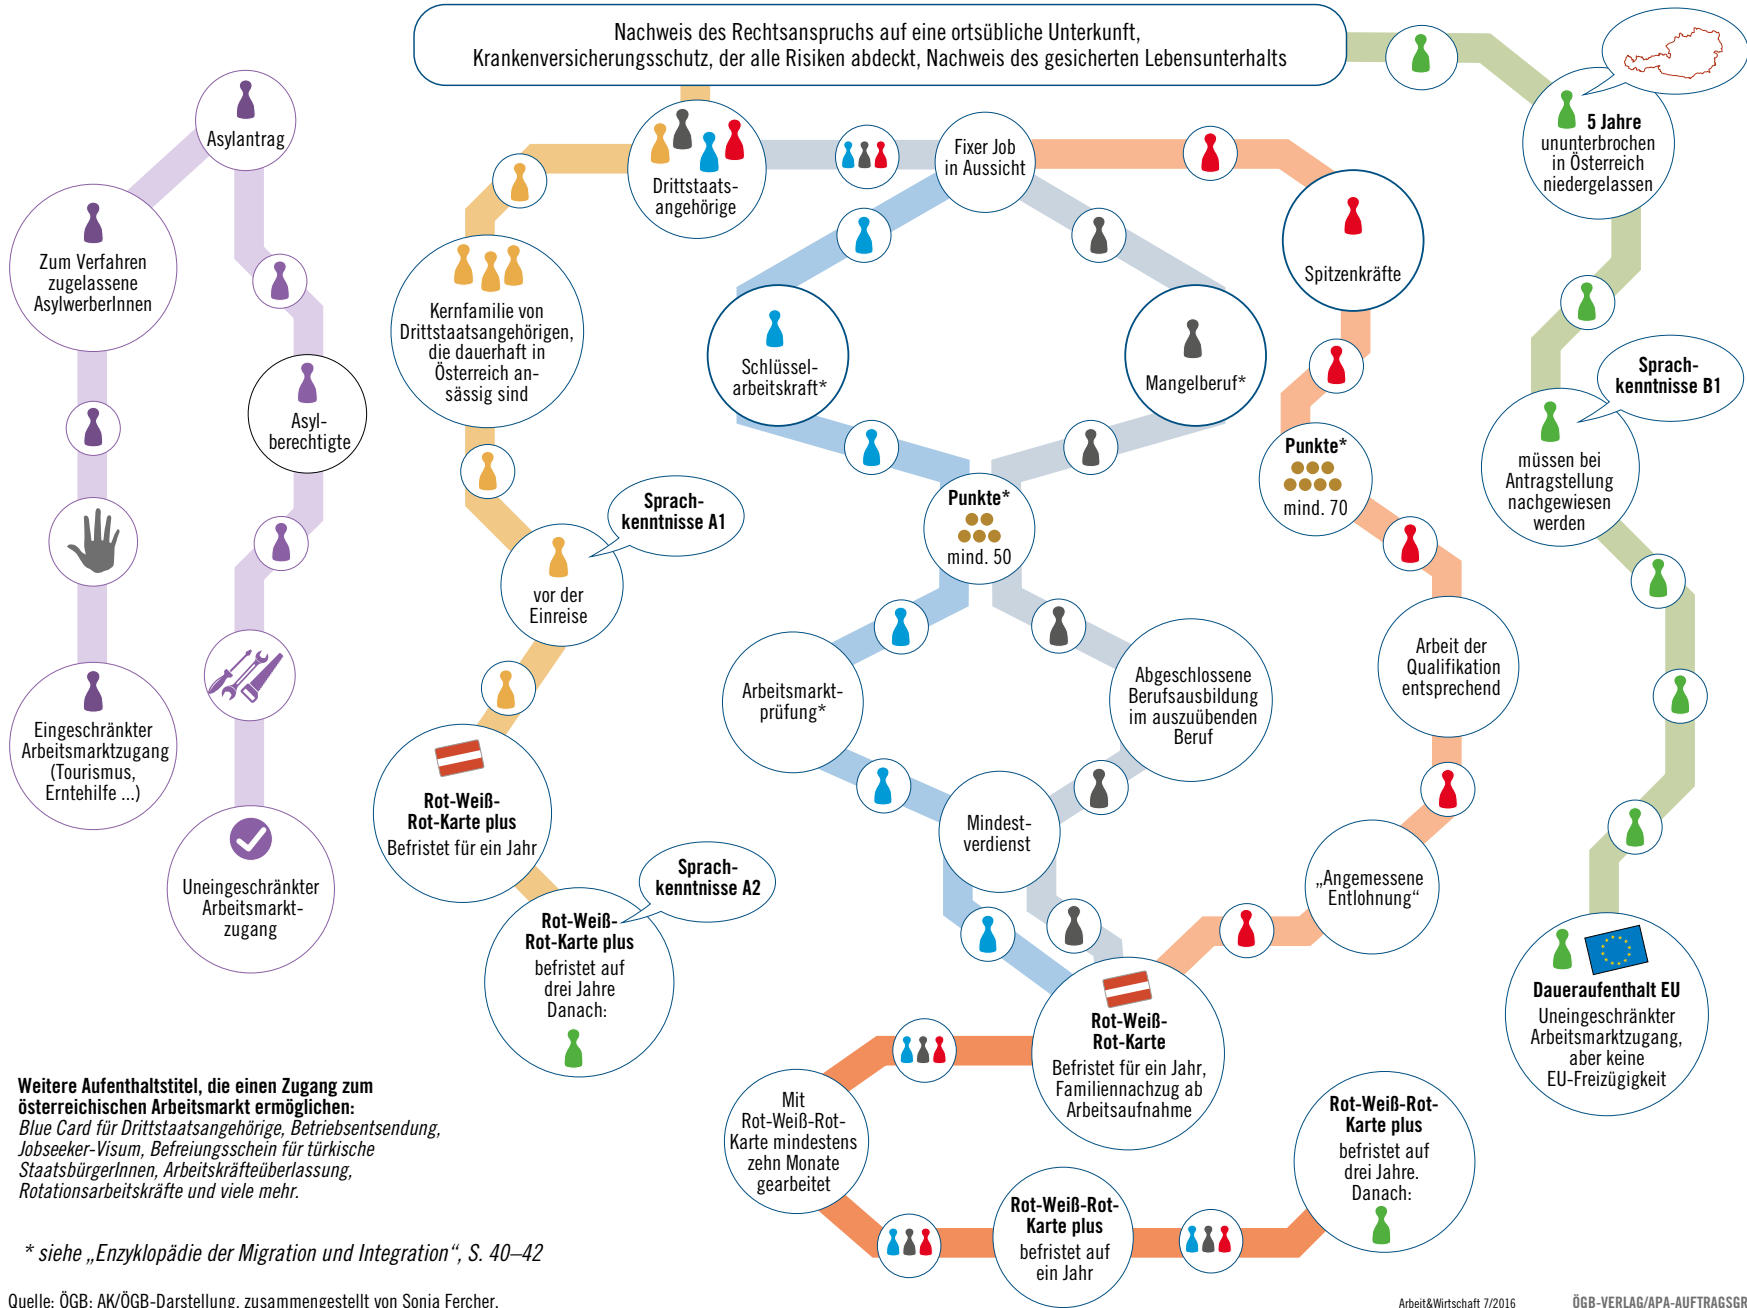 Nachweis des Rechtsanspruchs auf eine ortsübliche Unterkunft,
Krankenversicherungsschutz, der alle Risiken abdeckt, Nachweis des gesicherten Lebensunterhalts
Asylantrag
Zum Verfahren
zugelassene
AsylwerberInnen
Asyl-
berechtigte
Eingeschränkter
Arbeitsmarktzugang
(Tourismus,
Erntehilfe ...)
Uneingeschränkter
Arbeitsmarkt-
zugang
Drittstaats-
angehörige
Kernfamilie von
Drittstaatsangehörigen,
die dauerhaft in
Österreich an-
sässig sind
Sprach-
kenntnisse A1
vor der
Einreise
Rot-Weiß-
Rot-Karte plus
Befristet für ein Jahr
Sprach-
kenntnisse A2
Rot-Weiß-
Rot-Karte plus
befristet auf
drei Jahre
Danach:
Fixer Job
in Aussicht
Schlüssel-
arbeitskraft*
Mangelberuf*
Punkte*
mind. 50
Arbeitsmarkt-
prüfung*
Abgeschlossene
Berufsausbildung
im auszuübenden
Beruf
Mindest-
verdienst
Spitzenkräfte
Punkte*
mind. 70
Arbeit der
Qualifikation
entsprechend
„Angemessene
Entlohnung“
Rot-Weiß-
Rot-Karte
Befristet für ein Jahr,
Familiennachzug ab
Arbeitsaufnahme
Mit
Rot-Weiß-Rot-
Karte mindestens
zehn Monate
gearbeitet
Rot-Weiß-Rot-
Karte plus
befristet auf
ein Jahr
Rot-Weiß-Rot-
Karte plus
befristet auf
drei Jahre.
Danach:
5 Jahre
ununterbrochen
in Österreich
niedergelassen
Sprach-
kenntnisse B1
müssen bei
Antragstellung
nachgewiesen
werden
Daueraufenthalt EU
Uneingeschränkter
Arbeitsmarktzugang,
aber keine
EU-Freizügigkeit
Weitere Aufenthaltstitel, die einen Zugang zum
österreichischen Arbeitsmarkt ermöglichen:
Blue Card für Drittstaatsangehörige, Betriebsentsendung,
Jobseeker-Visum, Befreiungsschein für türkische
StaatsbürgerInnen, Arbeitskräfteüberlassung,
Rotationsarbeitskräfte und viele mehr.
* siehe „Enzyklopädie der Migration und Integration“, S. 40–42
Quelle: ÖGB; AK/ÖGB-Darstellung, zusammengestellt von Sonja Fercher.
Arbeit&Wirtschaft 7/2016
ÖGB-VERLAG/APA-AUFTRAGSGR